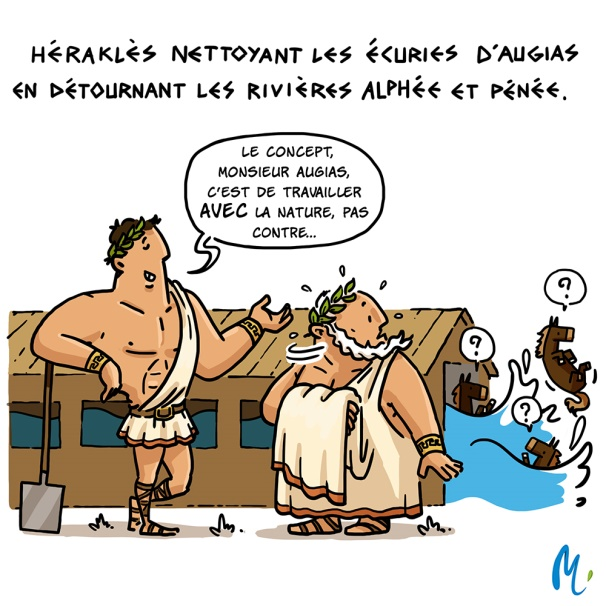 HÉRAKLÈS NETTOYANT LES ÉCURIES D'AUGIAS
EN DÉTOURNANT LES RIVIÈRES ALPHÉE ET PÉNÉE.
LE CONCEPT,
MONSIEUR AUGIAS,
C'EST DE TRAVAILLER
AVEC LA NATURE, PAS
CONTRE...
?
?
?
M